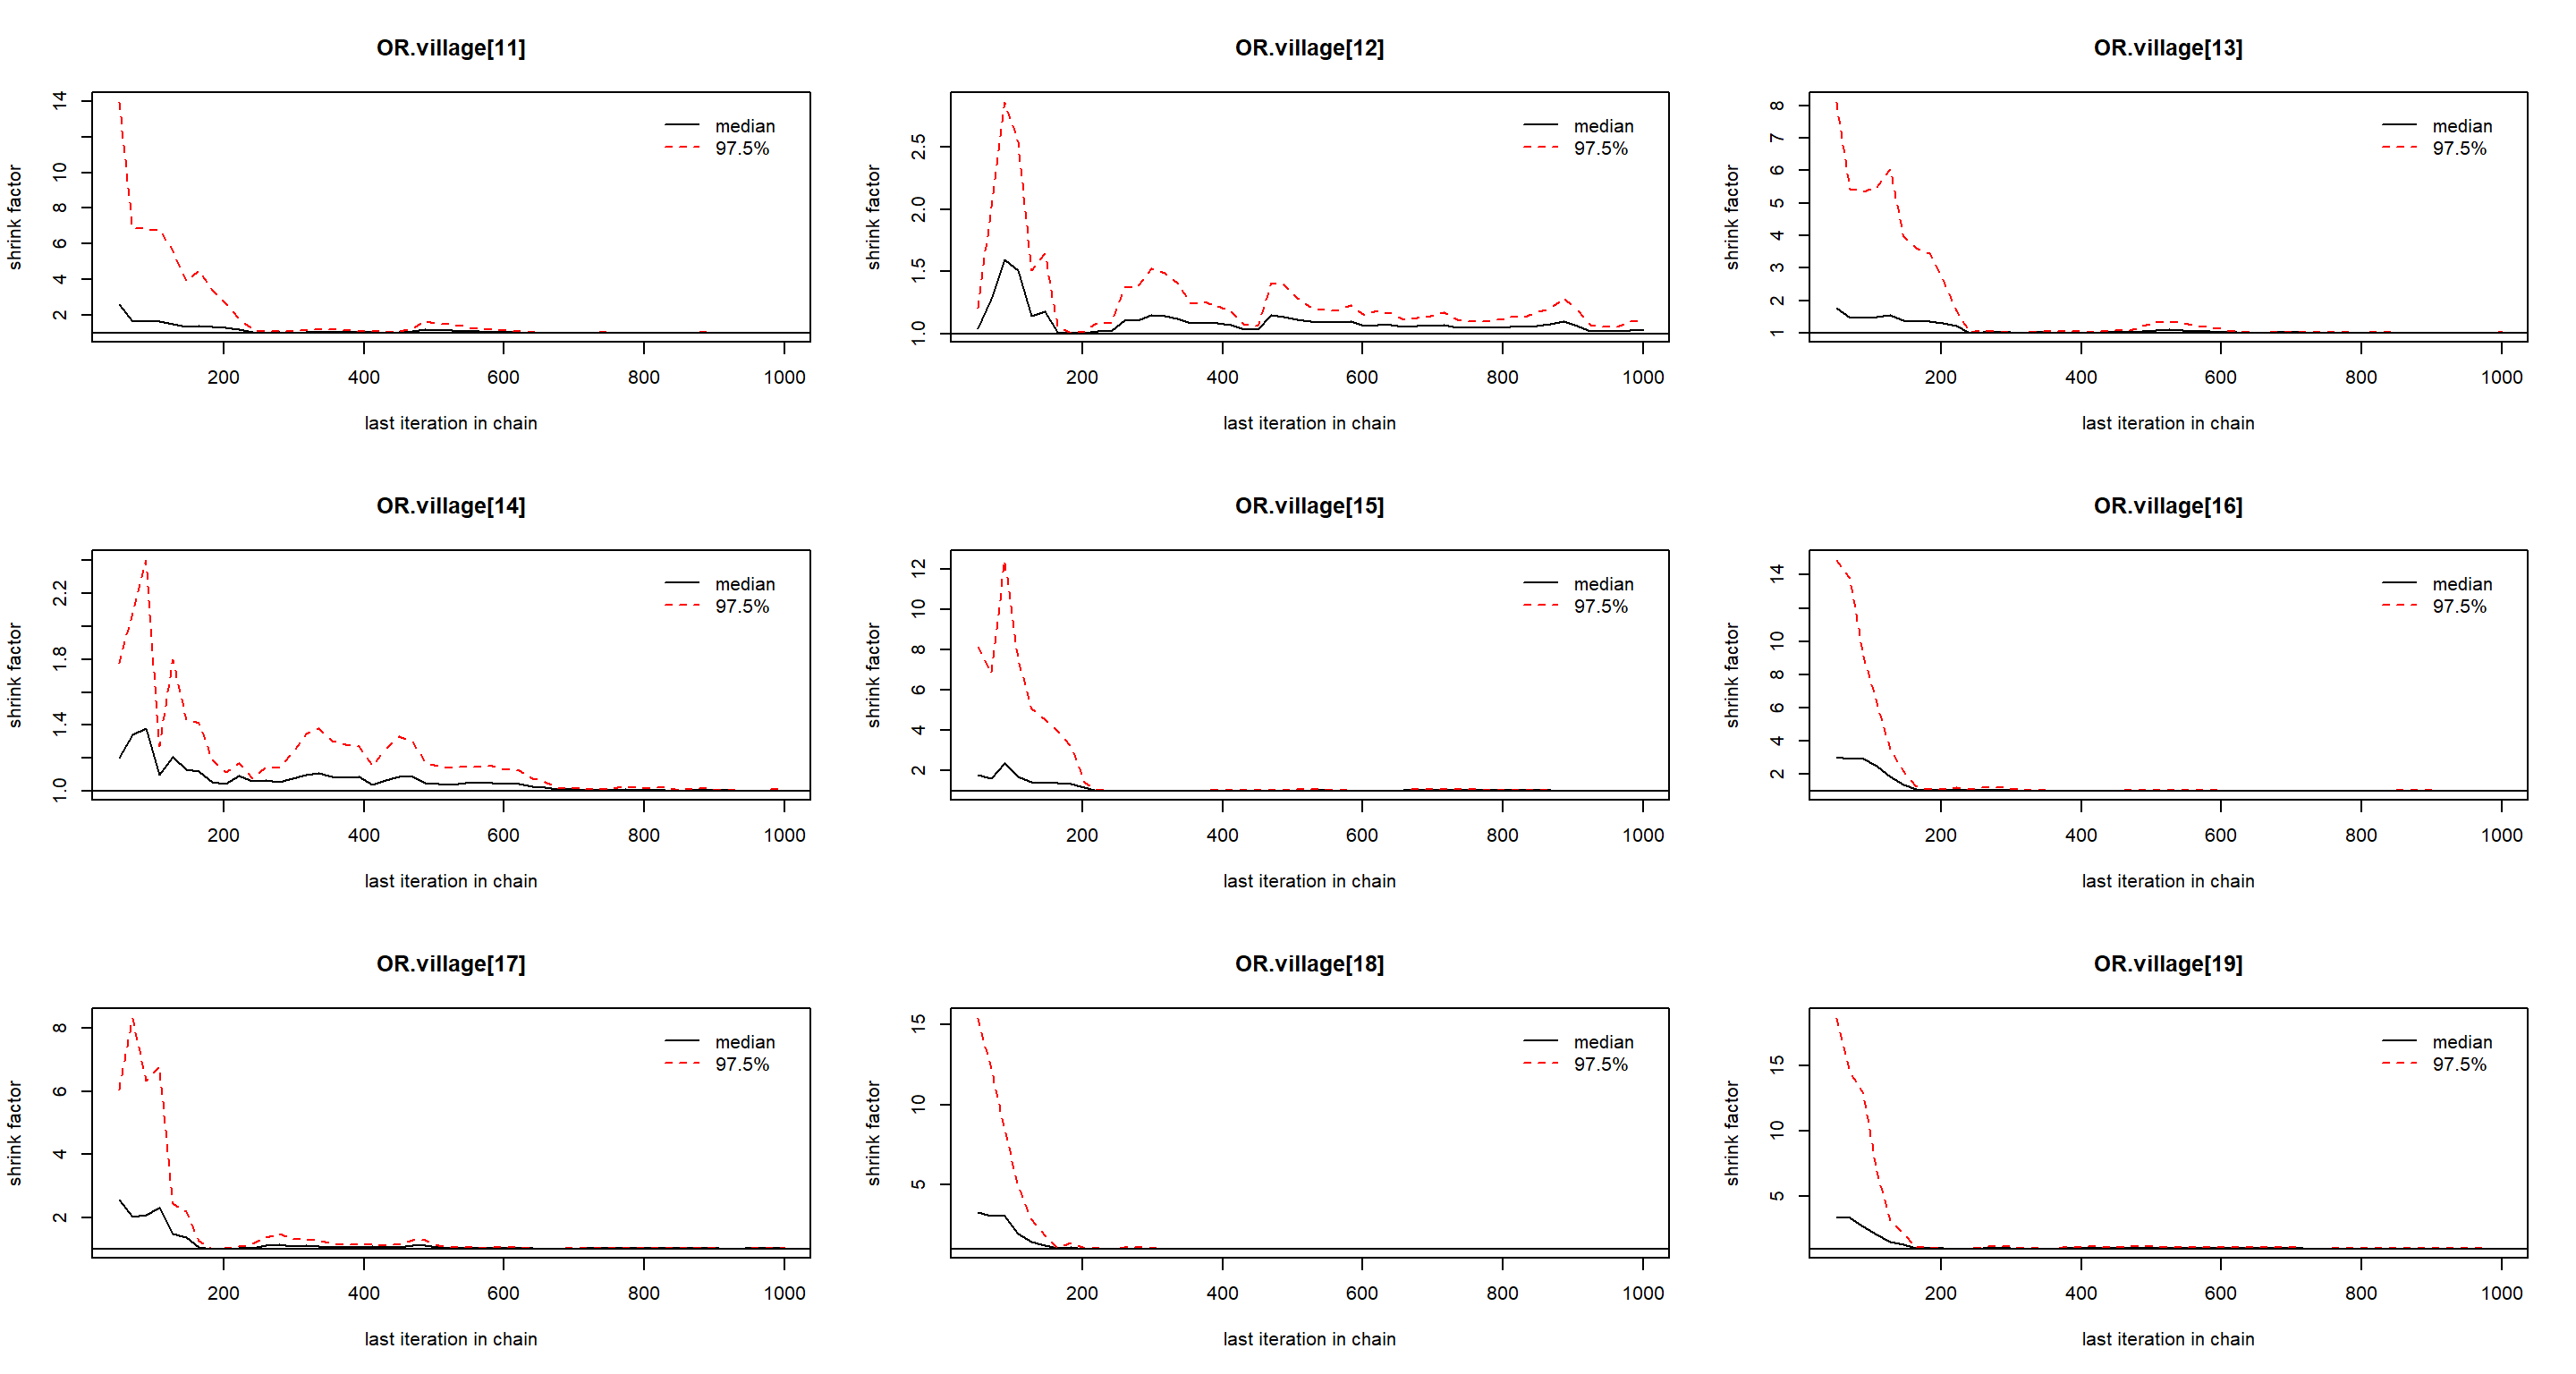 OR.village[11]
14
10
8
6
4
2
shrink factor
median
97.5%
200 400 600 800 1000
last iteration in chain
OR.village[12]
2.5
2.0
1.5
1.0
shrink factor
median
97.5%
200 400 600 800 1000
last iteration in chain
OR.village[13]
8
7
6
5
4
3
2
1
shrink factor
median
97.5%
200 400 600 800 1000
last iteration in chain
OR.village[14]
2.2
1.8
1.4
1.0
shrink factor
median
97.5%
200 400 600 800 1000
last iteration in chain
OR.village[15]
12
10
8
6
4
2
shrink factor
median
97.5%
200 400 600 800 1000
last iteration in chain
OR.village[16]
14
10
8
6
4
2
shrink factor
median
97.5%
200 400 600 800 1000
last iteration in chain
OR.village[17]
8
6
4
2
shrink factor
median
97.5%
200 400 600 800 1000
last iteration in chain
OR.village[18]
15
10
5
shrink factor
median
97.5%
200 400 600 800 1000
last iteration in chain
OR.village[19]
15
10
5
shrink factor
median
97.5%
200 400 600 800 1000
last iteration in chain